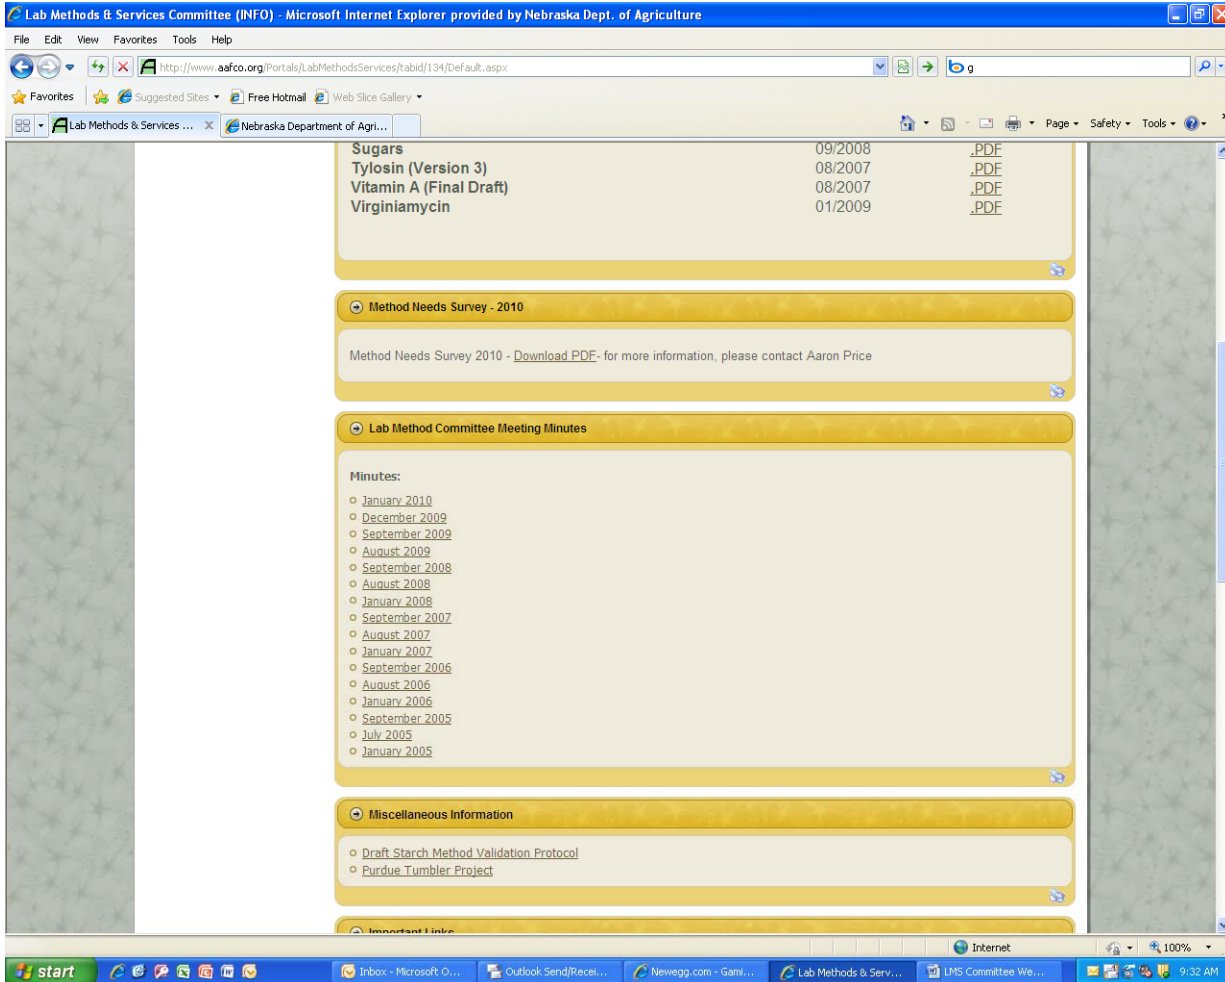 Lab Methods & Services Committee (INFO) - Microsoft Internet Explorer provided by Nebraska Dept. of Agriculture
File Edit View Favorites Tools Help
http://www.aafco.org/Portals/LabMethodsServices/tabid/134/Default.aspx
g
Favorites Suggested Sites Free Hotmail Web Slice Gallery
Lab Methods & Services ... Nebraska Department of Agri... Page Safety Tools
Sugars 09/2008 .PDF
Tylosin (Version 3) 08/2007 .PDF
Vitamin A (Final Draft) 08/2007 .PDF
Virginiamycin 01/2009 .PDF
Method Needs Survey - 2010
Method Needs Survey 2010 - Download PDF- for more information, please contact Aaron Price
Lab Method Committee Meeting Minutes
Minutes:
January 2010
December 2009
September 2009
August 2009
September 2008
August 2008
January 2008
September 2007
August 2007
January 2007
September 2006
August 2006
January 2006
September 2005
July 2005
January 2005
Miscellaneous Information
Draft Starch Method Validation Protocol
Purdue Tumbler Project
Important Links
Internet 100%
start Inbox - Microsoft O... Outlook Send/Recei... Newegg.com - Gami... Lab Methods & Serv... LMS Committee We... 9:32 AM